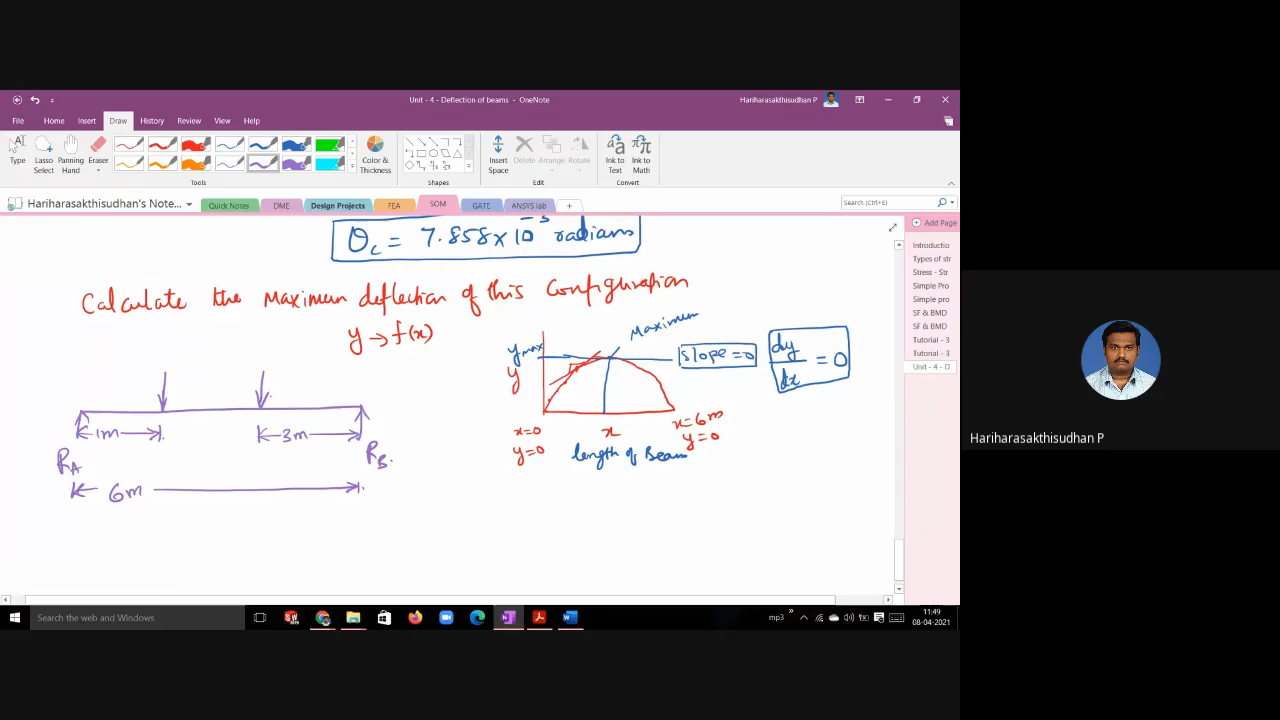 Unit - 4 - Deflection of beams - OneNote
Hariharasakthisudhan P
File Home Insert Draw History Review View Help
Type
Lasso Select
Panning Hand
Eraser
Color & Thickness
Insert Space
Delete
Arrange
Rotate
Ink to Text
Ink to Math
Tools
Shapes
Edit
Convert
Hariharasakthisudhan's Note...
Quick Notes
DME
Design Projects
FEA
SOM
GATE
ANSYS lab
+
Search (Ctrl+E)
Add Page
Introductio
Types of str
Stress - Str
Simple Pro
Simple pro
SF & BMD
SF & BMD
Tutorial - 3
Tutorial - 3
Unit - 4 - D
θc = 7.858 x 10⁻³ radians
Calculate the Maximum deflection of this Configuration
y → f(x)
1m
3m
RA
RB.
6m
Maximum
ymax
y
slope = 0
dy/dx = 0
x=0
y=0
x
x=6m
y=0
length of Beam
Hariharasakthisudhan P
Search the web and Windows
mp3
11:49
08-04-2021